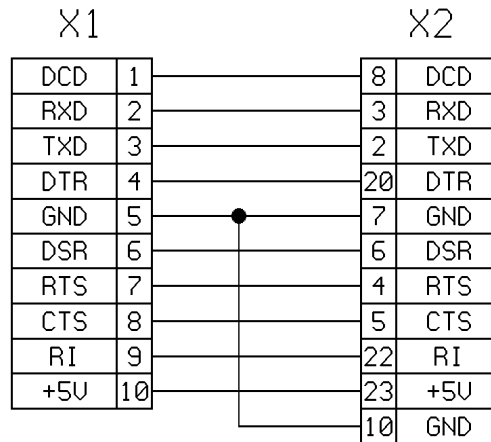 X1 X2
DCD 1 8 DCD
RXD 2 3 RXD
TXD 3 2 TXD
DTR 4 20 DTR
GND 5 7 GND
DSR 6 6 DSR
RTS 7 4 RTS
CTS 8 5 CTS
RI 9 22 RI
+5V 10 23 +5V
10 GND